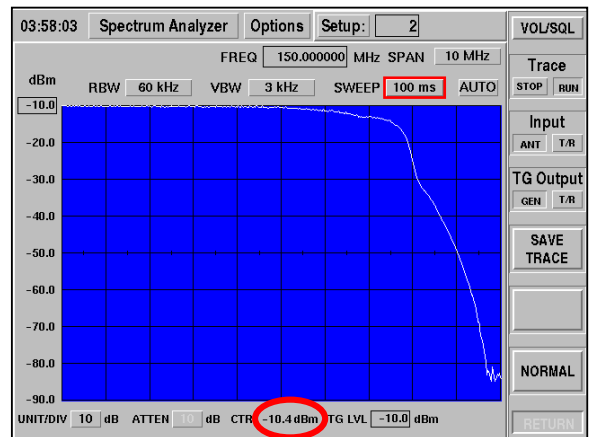 03:58:03 Spectrum Analyzer Options Setup: 2
FREQ 150.000000 MHz SPAN 10 MHz
dBm RBW 60 kHz VBW 3 kHz SWEEP 100 ms AUTO
-10.0
-20.0
-30.0
-40.0
-50.0
-60.0
-70.0
-80.0
-90.0
UNIT/DIV 10 dB ATTEN 10 dB CTR -10.4 dBm TG LVL -10.0 dBm
VOL/SQL
Trace
STOP RUN
Input
ANT T/R
TG Output
GEN T/R
SAVE
TRACE
NORMAL
RETURN